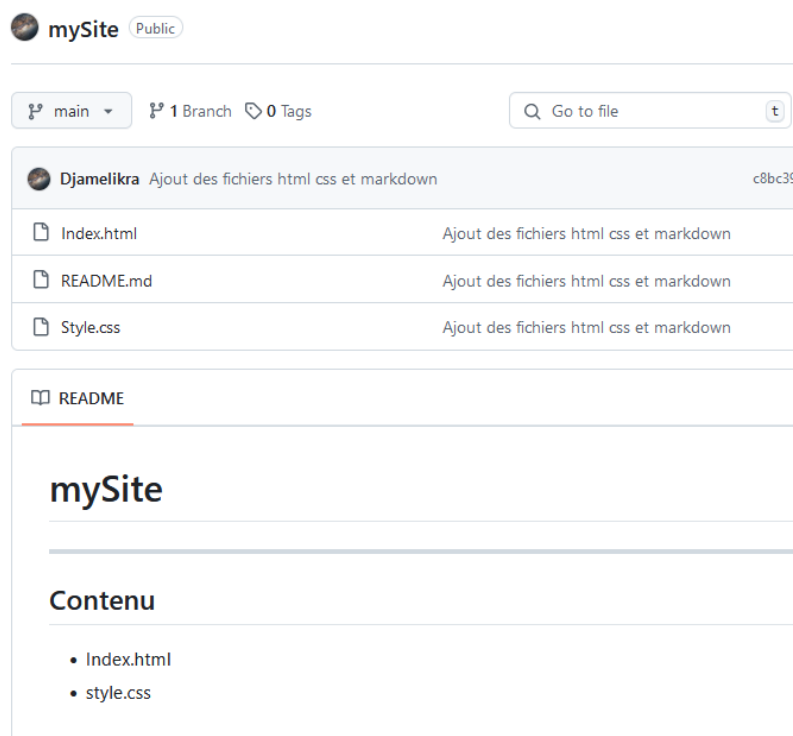 mySite Public
main 1 Branch 0 Tags Go to file t
Djamelikra Ajout des fichiers html css et markdown c8bc39
Index.html Ajout des fichiers html css et markdown
README.md Ajout des fichiers html css et markdown
Style.css Ajout des fichiers html css et markdown
README
mySite
Contenu
• Index.html
• style.css